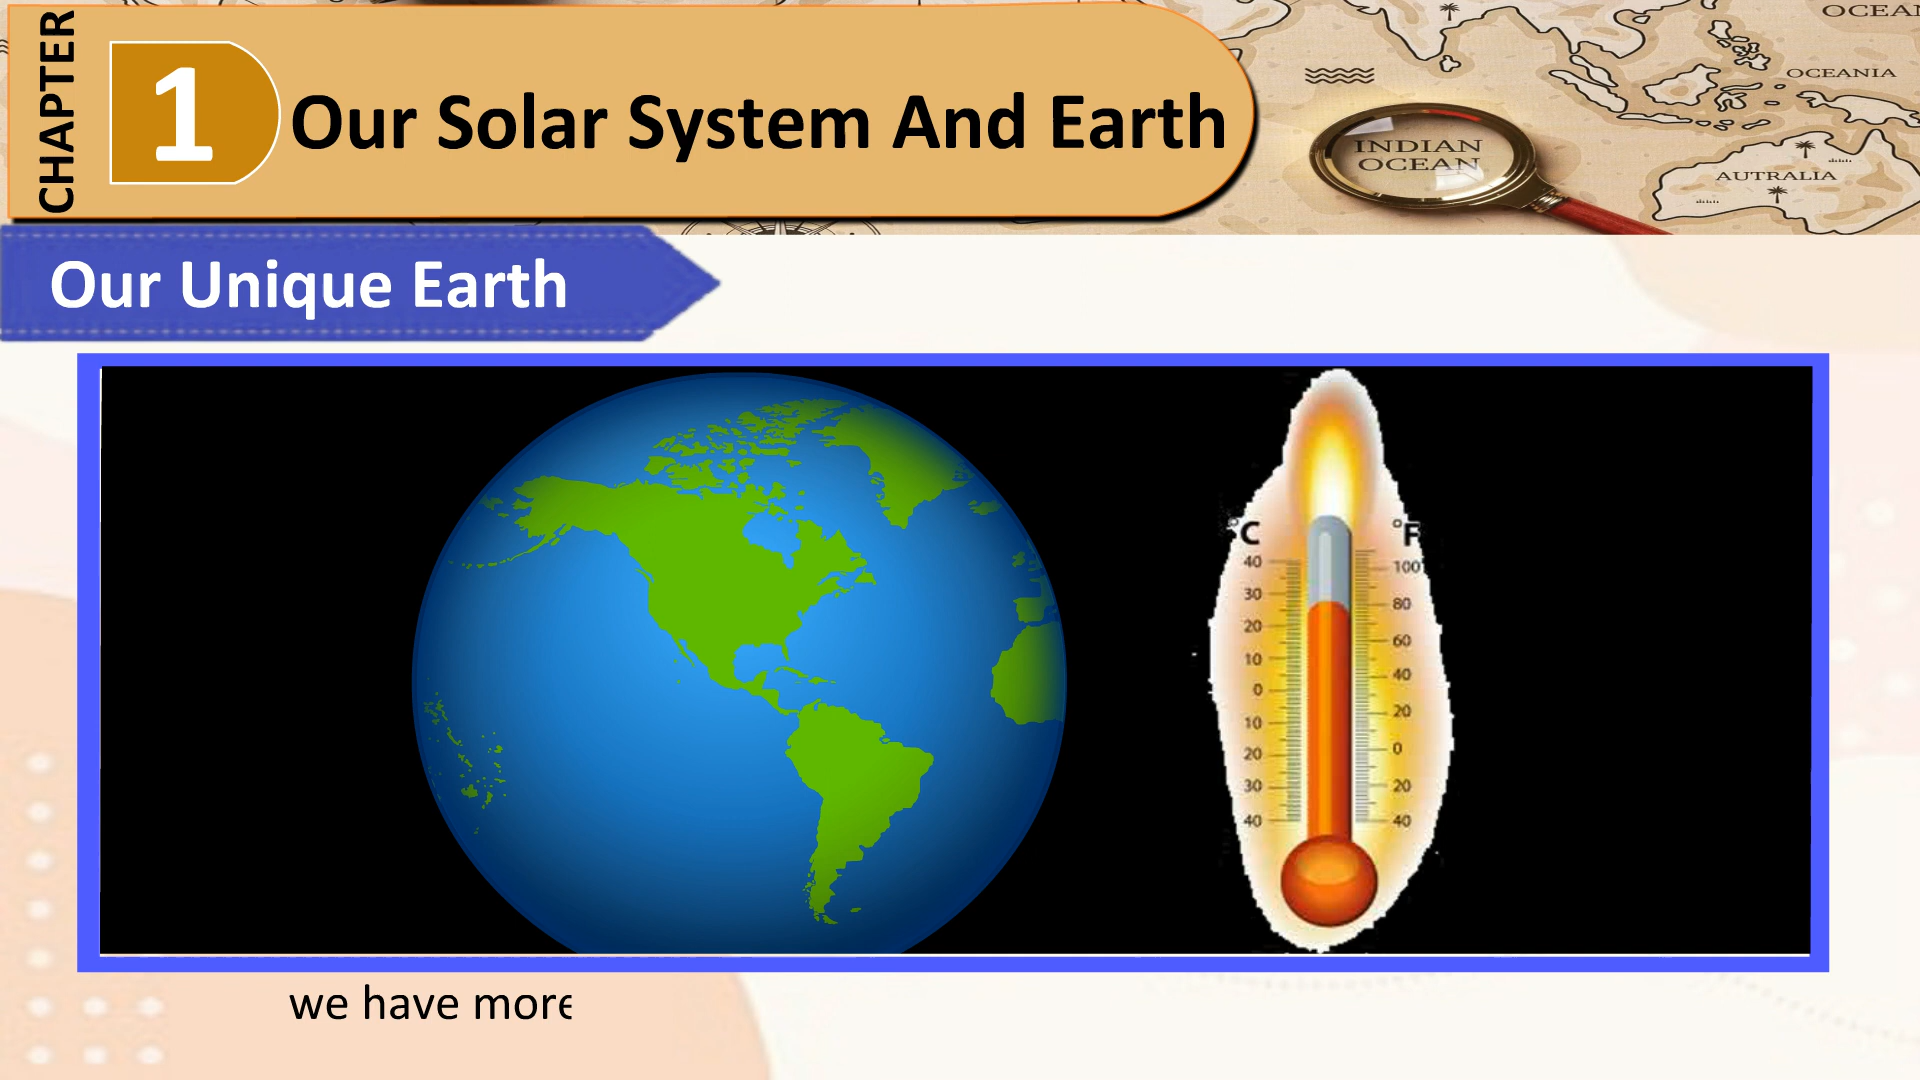 CHAPTER
1
Our Solar System And Earth
OCEANIA
INDIAN
OCEAN
AUSTRALIA
Our Unique Earth
°C
°F
40
30
20
10
0
10
20
30
40
100
80
60
40
20
0
20
40
we have more